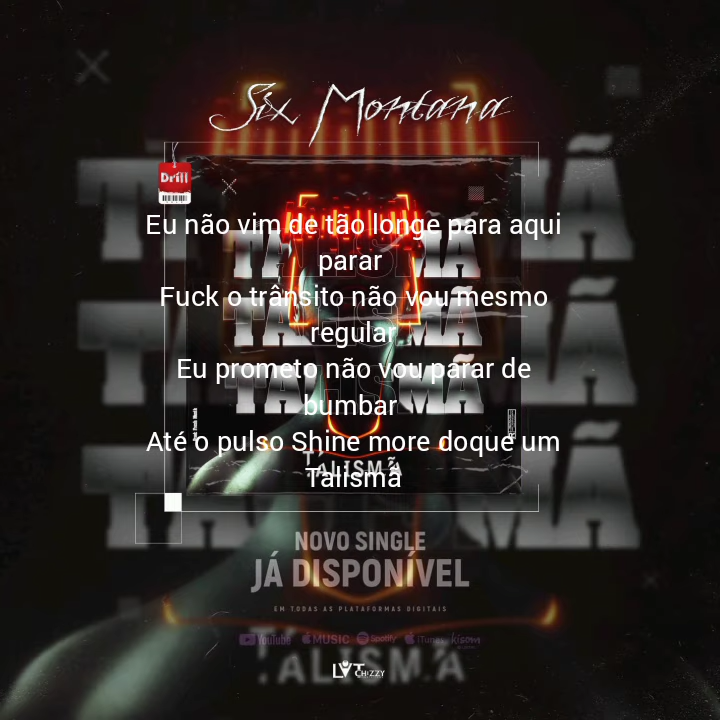 Six Montana
Drill
Eu não vim de tão longe para aqui
parar
Fuck o trânsito não vou mesmo
regular
Eu prometo não vou parar de
bumbar
Até o pulso Shine more doque um
Talismã
TALISMÃ
NOVO SINGLE
JÁ DISPONÍVEL
EM TODAS AS PLATAFORMAS DIGITAIS
YouTube MUSIC Spotify iTunes kisom
TALISMÃ
CHIZZY